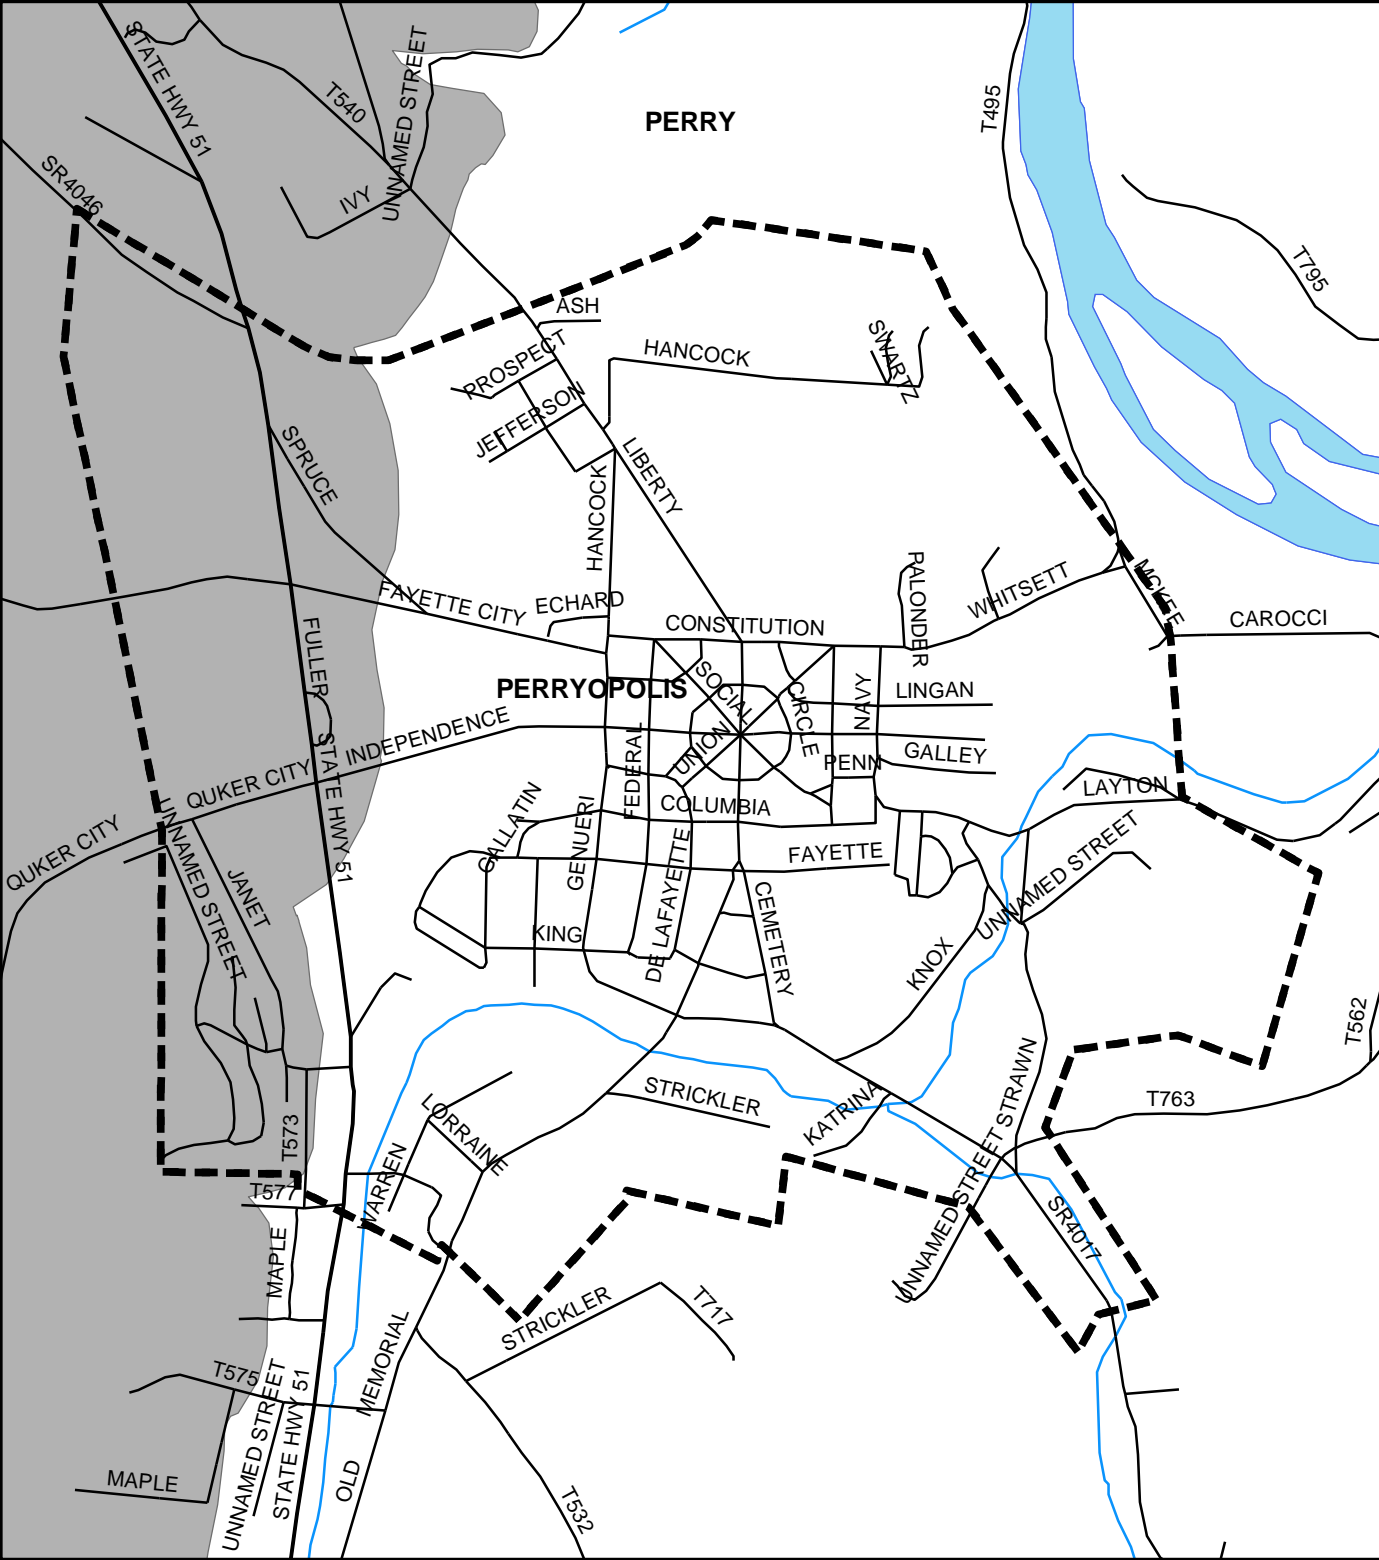 STATE HWY 51
T540
UNNAMED STREET
PERRY
T495
SR4046
IVY
T795
ASH
PROSPECT
HANCOCK
SWARTZ
JEFFERSON
SPRUCE
LIBERTY
HANCOCK
FAYETTE CITY
ECHARD
CONSTITUTION
PALONDER
WHITSETT
MCKEE
CAROCCI
FULLER
PERRYOPOLIS
SOCIAL
CIRCLE
NAVY
LINGAN
STATE HWY 51
INDEPENDENCE
QUKER CITY
FEDERAL
UNION
PENN
GALLEY
LAYTON
QUKER CITY
UNNAMED STREET
JANET
GALLATIN
GENUERI
COLUMBIA
DE LAFAYETTE
FAYETTE
UNNAMED STREET
KING
CEMETERY
KNOX
T562
STRICKLER
KATRINA
UNNAMED STREET STRAWN
T763
T573
LORRAINE
WARREN
T577
MAPLE
SR4017
STRICKLER
T717
MEMORIAL
OLD
T575
UNNAMED STREET
STATE HWY 51
MAPLE
T532